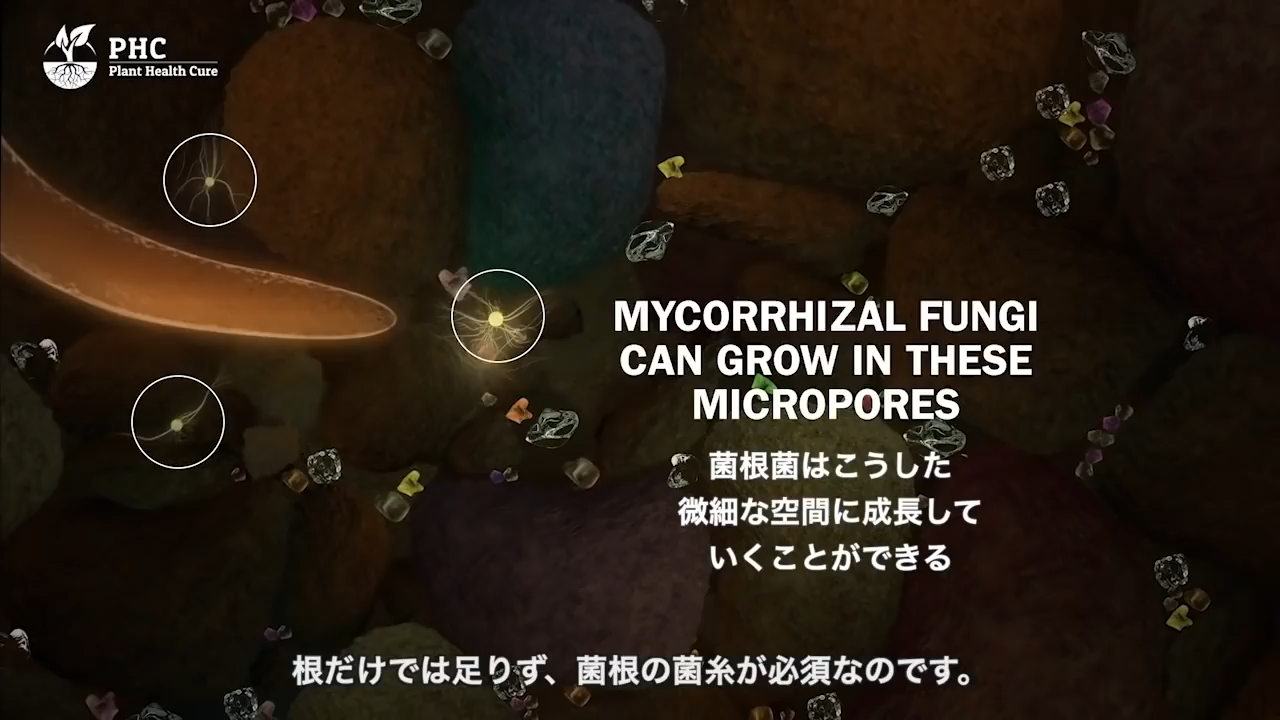 PHC
Plant Health Cure
MYCORRHIZAL FUNGI
CAN GROW IN THESE
MICROPORES
菌根菌はこうした
微細な空間に成長して
いくことができる
根だけでは足りず、菌根の菌糸が必須なのです。